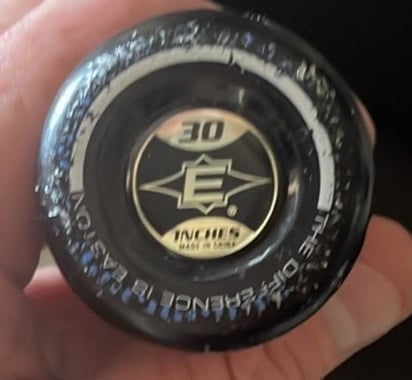 30
E
®
INCHES
MADE IN CHINA
THE DIFFERENCE IS EASTON